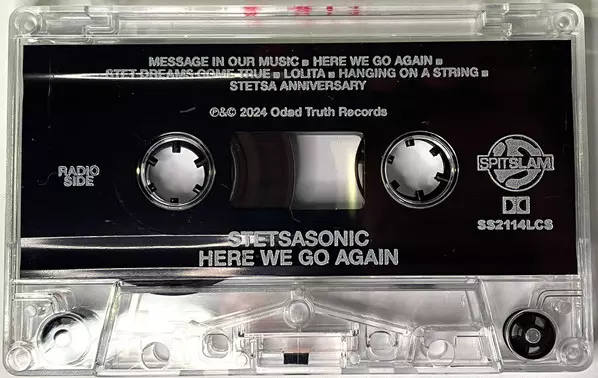 MESSAGE IN OUR MUSIC ■ HERE WE GO AGAIN ■
STET DREAMS COME TRUE ■ LOLITA ■ HANGING ON A STRING ■
STETSA ANNIVERSARY
℗&© 2024 Odad Truth Records
RADIO
SIDE
SPITSLAM
SS2114LCS
STETSASONIC
HERE WE GO AGAIN